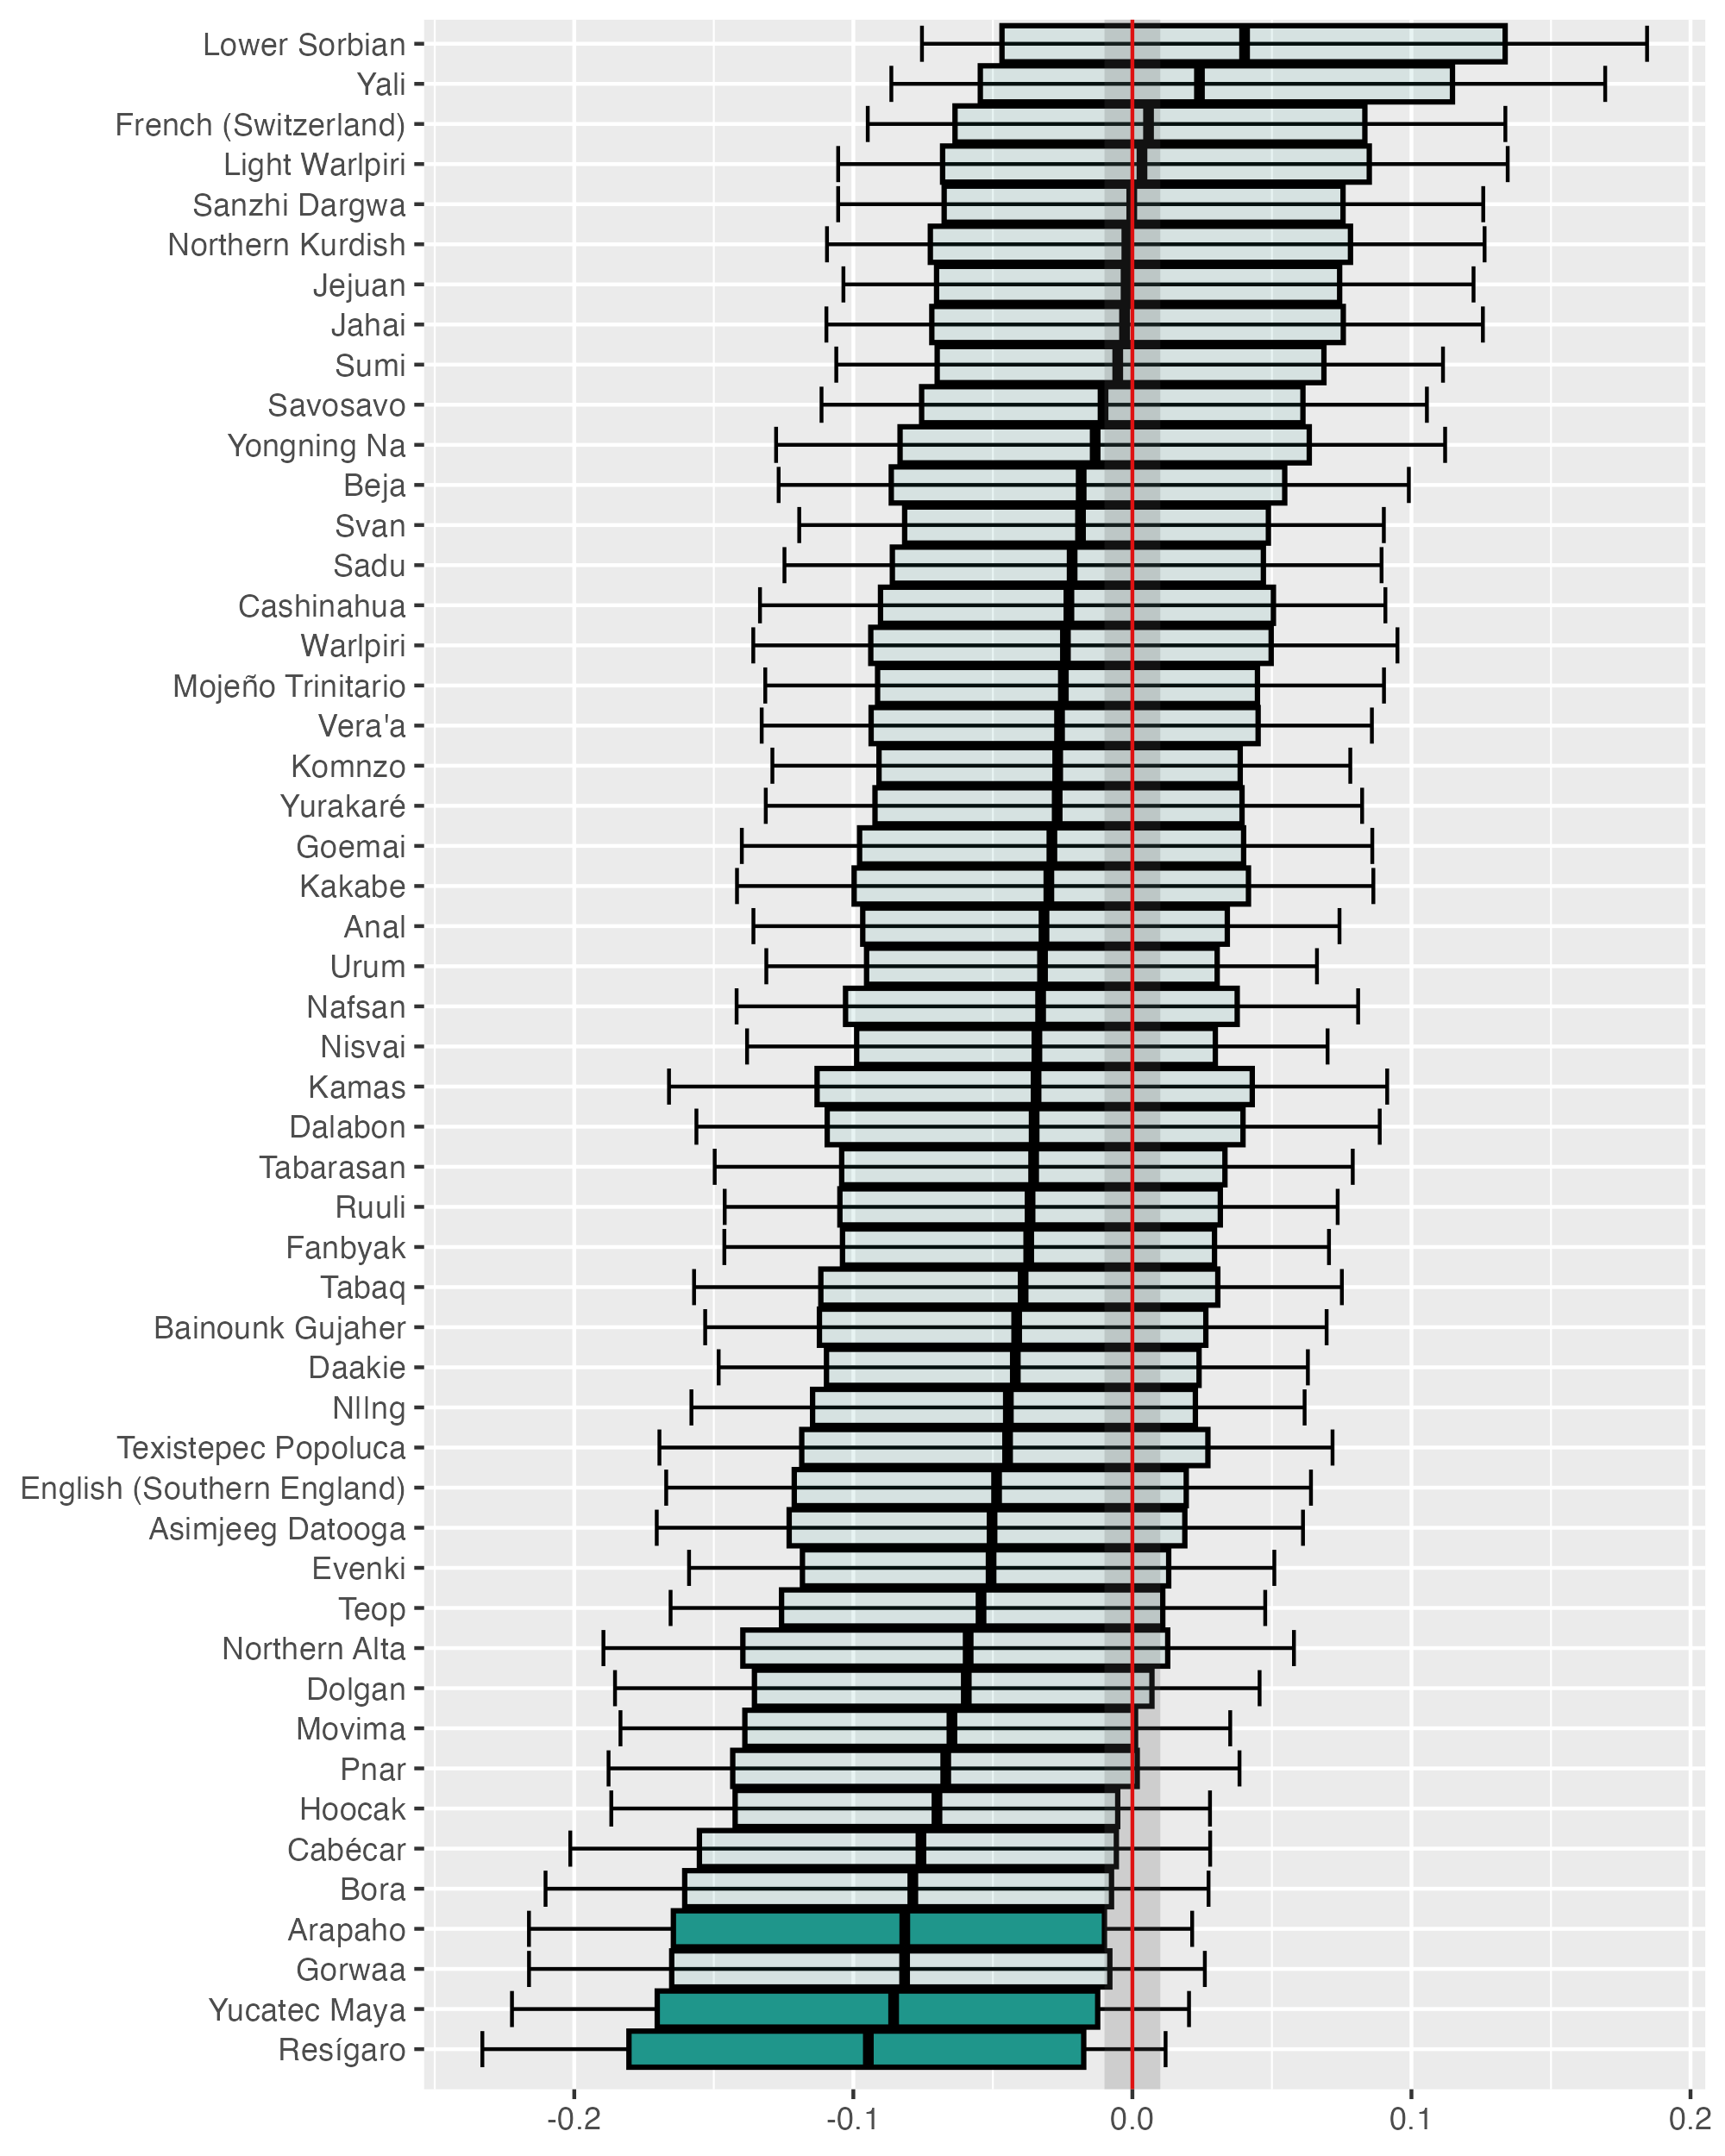 Lower Sorbian
Yali
French (Switzerland)
Light Warlpiri
Sanzhi Dargwa
Northern Kurdish
Jejuan
Jahai
Sumi
Savosavo
Yongning Na
Beja
Svan
Sadu
Cashinahua
Warlpiri
Mojeño Trinitario
Vera'a
Komnzo
Yurakaré
Goemai
Kakabe
Anal
Urum
Nafsan
Nisvai
Kamas
Dalabon
Tabarasan
Ruuli
Fanbyak
Tabaq
Bainounk Gujaher
Daakie
Nllng
Texistepec Popoluca
English (Southern England)
Asimjeeg Datooga
Evenki
Teop
Northern Alta
Dolgan
Movima
Pnar
Hoocak
Cabécar
Bora
Arapaho
Gorwaa
Yucatec Maya
Resígaro
-0.2 -0.1 0.0 0.1 0.2